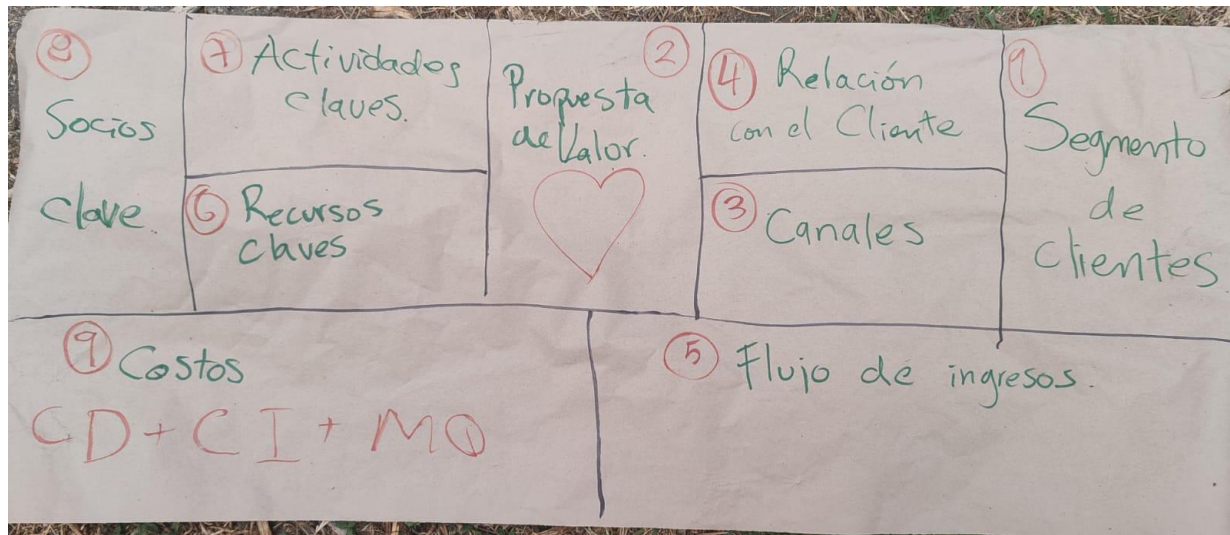 8
Socios
clave.
7 Actividades
claves.
6 Recursos
claves
2
Propuesta
de Valor.
4 Relación
con el Cliente
3 Canales
1
Segmento
de
clientes
9 Costos
CD + CI + MO
5 Flujo de ingresos.